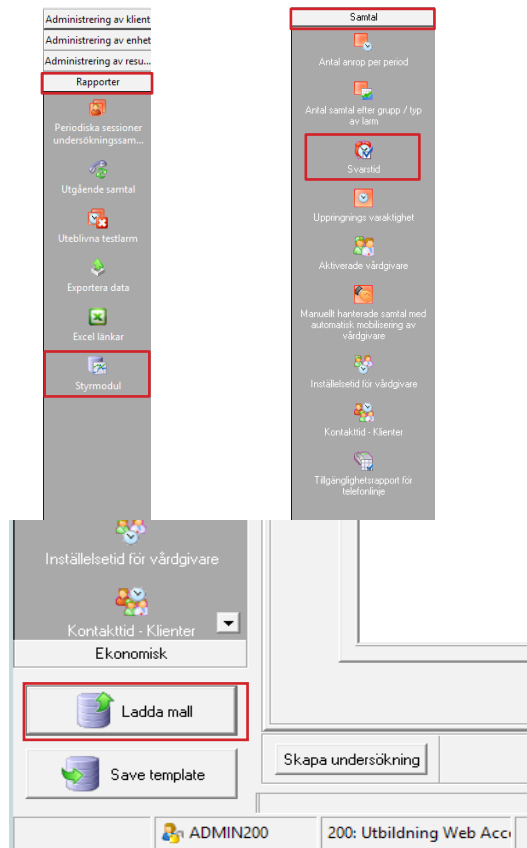 Administrering av klient
Administrering av enhet
Administrering av resu...
Rapporter
Periodiska sessioner
undersökningssam...
Utgående samtal
Uteblivna testlarm
Exportera data
Excel länkar
Styrmodul
Samtal
Antal anrop per period
Antal samtal efter grupp / typ
av larm
Svarstid
Uppringnings varaktighet
Aktiverade vårdgivare
Manuellt hanterade samtal med
automatisk mobilisering av
vårdgivare
Inställelsetid för vårdgivare
Kontakttid - Klienter
Tillgänglighetsrapport för
telefonlinje
Inställelsetid för vårdgivare
Kontakttid - Klienter
Ekonomisk
Ladda mall
Save template
Skapa undersökning
ADMIN200
200: Utbildning Web Acc